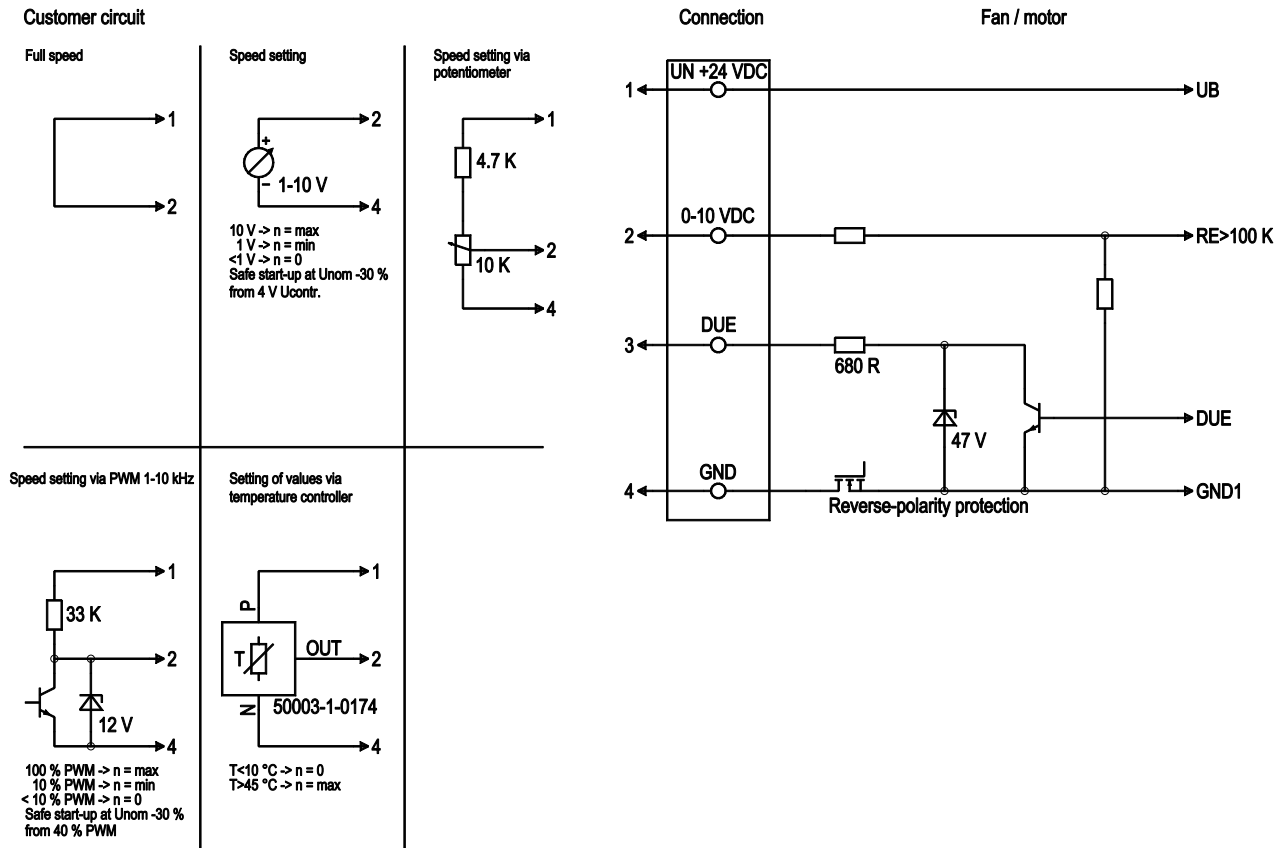 Customer circuit
Full speed
1
2
Speed setting
2
+
− 1-10 V
4
10 V -> n = max
1 V -> n = min
<1 V -> n = 0
Safe start-up at Unom -30 %
from 4 V Ucontr.
Speed setting via
potentiometer
1
4.7 K
2
10 K
4
Speed setting via PWM 1-10 kHz
1
33 K
2
12 V
4
100 % PWM -> n = max
10 % PWM -> n = min
< 10 % PWM -> n = 0
Safe start-up at Unom -30 %
from 40 % PWM
Setting of values via
temperature controller
1
P
T
OUT
2
N
50003-1-0174
4
T<10 °C -> n = 0
T>45 °C -> n = max
Connection
Fan / motor
UN +24 VDC
1
UB
0-10 VDC
2
RE>100 K
DUE
3
680 R
47 V
DUE
GND
4
GND1
Reverse-polarity protection